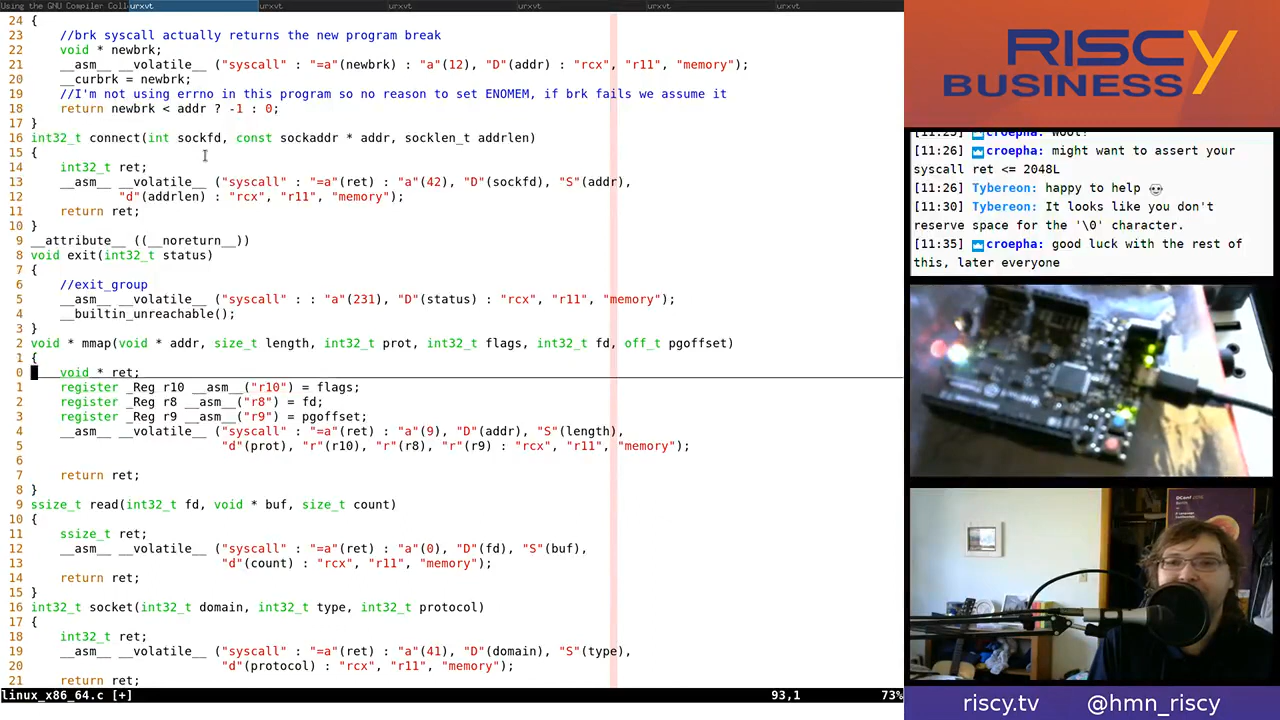 Using the GNU Compiler Coll
urxvt
urxvt
urxvt
urxvt
urxvt
urxvt
24 {
23 //brk syscall actually returns the new program break
22 void * newbrk;
21 __asm__ __volatile__ ("syscall" : "=a"(newbrk) : "a"(12), "D"(addr) : "rcx", "r11", "memory");
20 __curbrk = newbrk;
19 //I'm not using errno in this program so no reason to set ENOMEM, if brk fails we assume it
18 return newbrk < addr ? -1 : 0;
17 }
16 int32_t connect(int sockfd, const sockaddr * addr, socklen_t addrlen)
15 {
14 int32_t ret;
13 __asm__ __volatile__ ("syscall" : "=a"(ret) : "a"(42), "D"(sockfd), "S"(addr),
12 "d"(addrlen) : "rcx", "r11", "memory");
11 return ret;
10 }
9 __attribute__ ((__noreturn__))
8 void exit(int32_t status)
7 {
6 //exit_group
5 __asm__ __volatile__ ("syscall" : : "a"(231), "D"(status) : "rcx", "r11", "memory");
4 __builtin_unreachable();
3 }
2 void * mmap(void * addr, size_t length, int32_t prot, int32_t flags, int32_t fd, off_t pgoffset)
1 {
0 void * ret;
1 register _Reg r10 __asm__("r10") = flags;
2 register _Reg r8 __asm__("r8") = fd;
3 register _Reg r9 __asm__("r9") = pgoffset;
4 __asm__ __volatile__ ("syscall" : "=a"(ret) : "a"(9), "D"(addr), "S"(length),
5 "d"(prot), "r"(r10), "r"(r8), "r"(r9) : "rcx", "r11", "memory");
6
7 return ret;
8 }
9 ssize_t read(int32_t fd, void * buf, size_t count)
10 {
11 ssize_t ret;
12 __asm__ __volatile__ ("syscall" : "=a"(ret) : "a"(0), "D"(fd), "S"(buf),
13 "d"(count) : "rcx", "r11", "memory");
14 return ret;
15 }
16 int32_t socket(int32_t domain, int32_t type, int32_t protocol)
17 {
18 int32_t ret;
19 __asm__ __volatile__ ("syscall" : "=a"(ret) : "a"(41), "D"(domain), "S"(type),
20 "d"(protocol) : "rcx", "r11", "memory");
21 return ret;
linux_x86_64.c [+] 93,1 73%
RISCY
BUSINESS
[11:25] croepha: woot!
[11:26] croepha: might want to assert your
syscall ret <= 2048L
[11:26] Tybereon: happy to help
[11:30] Tybereon: It looks like you don't
reserve space for the '\0' character.
[11:35] croepha: good luck with the rest of
this, later everyone
riscy.tv @hmn_riscy